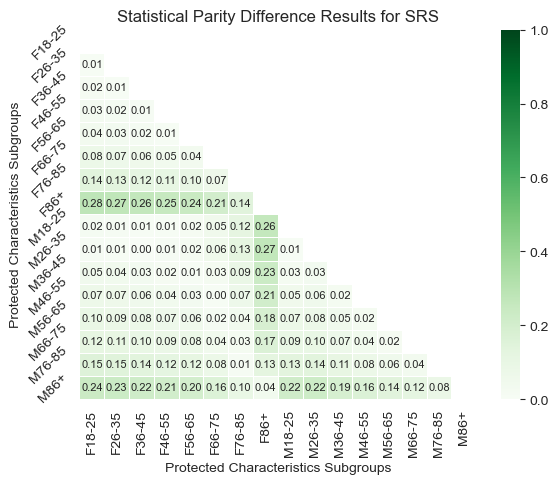 Statistical Parity Difference Results for SRS
Protected Characteristics Subgroups
F18-25
F26-35 0.01
F36-45 0.02 0.01
F46-55 0.03 0.02 0.01
F56-65 0.04 0.03 0.02 0.01
F66-75 0.08 0.07 0.06 0.05 0.04
F76-85 0.14 0.13 0.12 0.11 0.10 0.07
F86+ 0.28 0.27 0.26 0.25 0.24 0.21 0.14
M18-25 0.02 0.01 0.01 0.01 0.02 0.05 0.12 0.26
M26-35 0.01 0.01 0.00 0.01 0.02 0.06 0.13 0.27 0.01
M36-45 0.05 0.04 0.03 0.02 0.01 0.03 0.09 0.23 0.03 0.03
M46-55 0.07 0.07 0.06 0.04 0.03 0.00 0.07 0.21 0.05 0.06 0.02
M56-65 0.10 0.09 0.08 0.07 0.06 0.02 0.04 0.18 0.07 0.08 0.05 0.02
M66-75 0.12 0.11 0.10 0.09 0.08 0.04 0.03 0.17 0.09 0.10 0.07 0.04 0.02
M76-85 0.15 0.15 0.14 0.12 0.12 0.08 0.01 0.13 0.13 0.14 0.11 0.08 0.06 0.04
M86+ 0.24 0.23 0.22 0.21 0.20 0.16 0.10 0.04 0.22 0.22 0.19 0.16 0.14 0.12 0.08
F18-25 F26-35 F36-45 F46-55 F56-65 F66-75 F76-85 F86+ M18-25 M26-35 M36-45 M46-55 M56-65 M66-75 M76-85 M86+
Protected Characteristics Subgroups
1.0
0.8
0.6
0.4
0.2
0.0